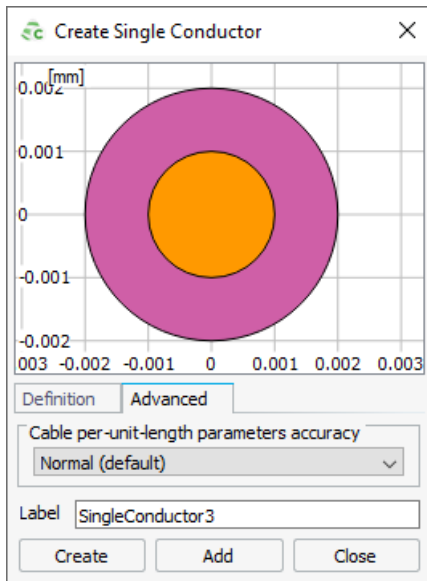 Create Single Conductor
[mm]
0.002
0.001
0
-0.001
-0.002
003 -0.002 -0.001 0 0.001 0.002 0.003
Definition Advanced
Cable per-unit-length parameters accuracy
Normal (default)
Label SingleConductor3
Create Add Close